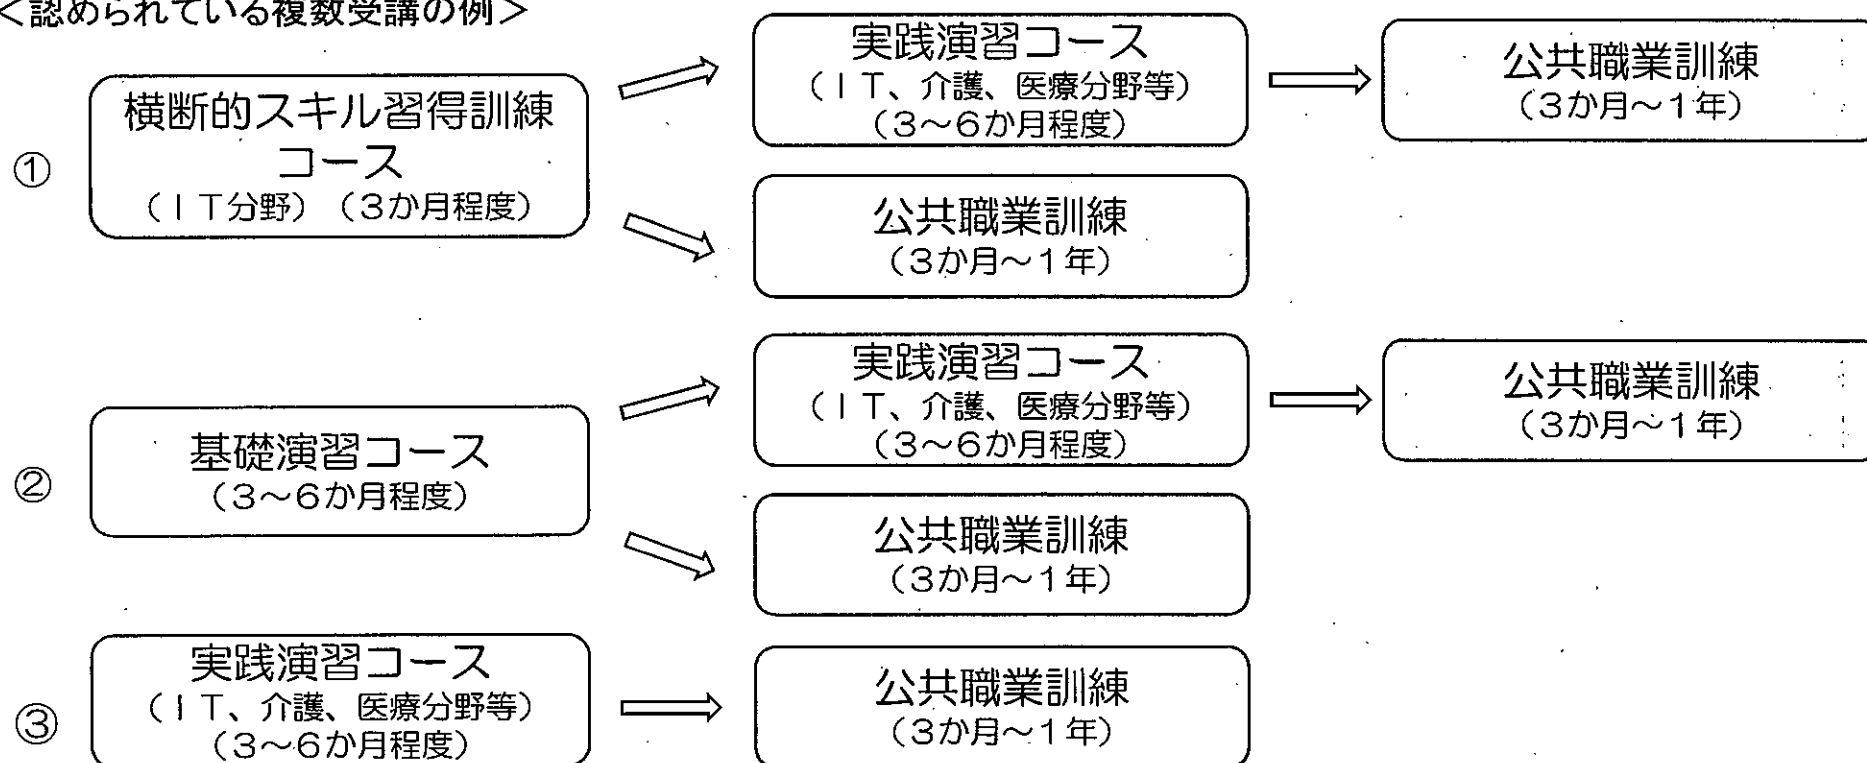 <認められている複数受講の例>
①
横断的スキル習得訓練
コース
(IT分野)(3か月程度)
実践演習コース
(IT、介護、医療分野等)
(3~6か月程度)
公共職業訓練
(3か月~1年)
公共職業訓練
(3か月~1年)
②
基礎演習コース
(3~6か月程度)
実践演習コース
(IT、介護、医療分野等)
(3~6か月程度)
公共職業訓練
(3か月~1年)
公共職業訓練
(3か月~1年)
③
実践演習コース
(IT、介護、医療分野等)
(3~6か月程度)
公共職業訓練
(3か月~1年)